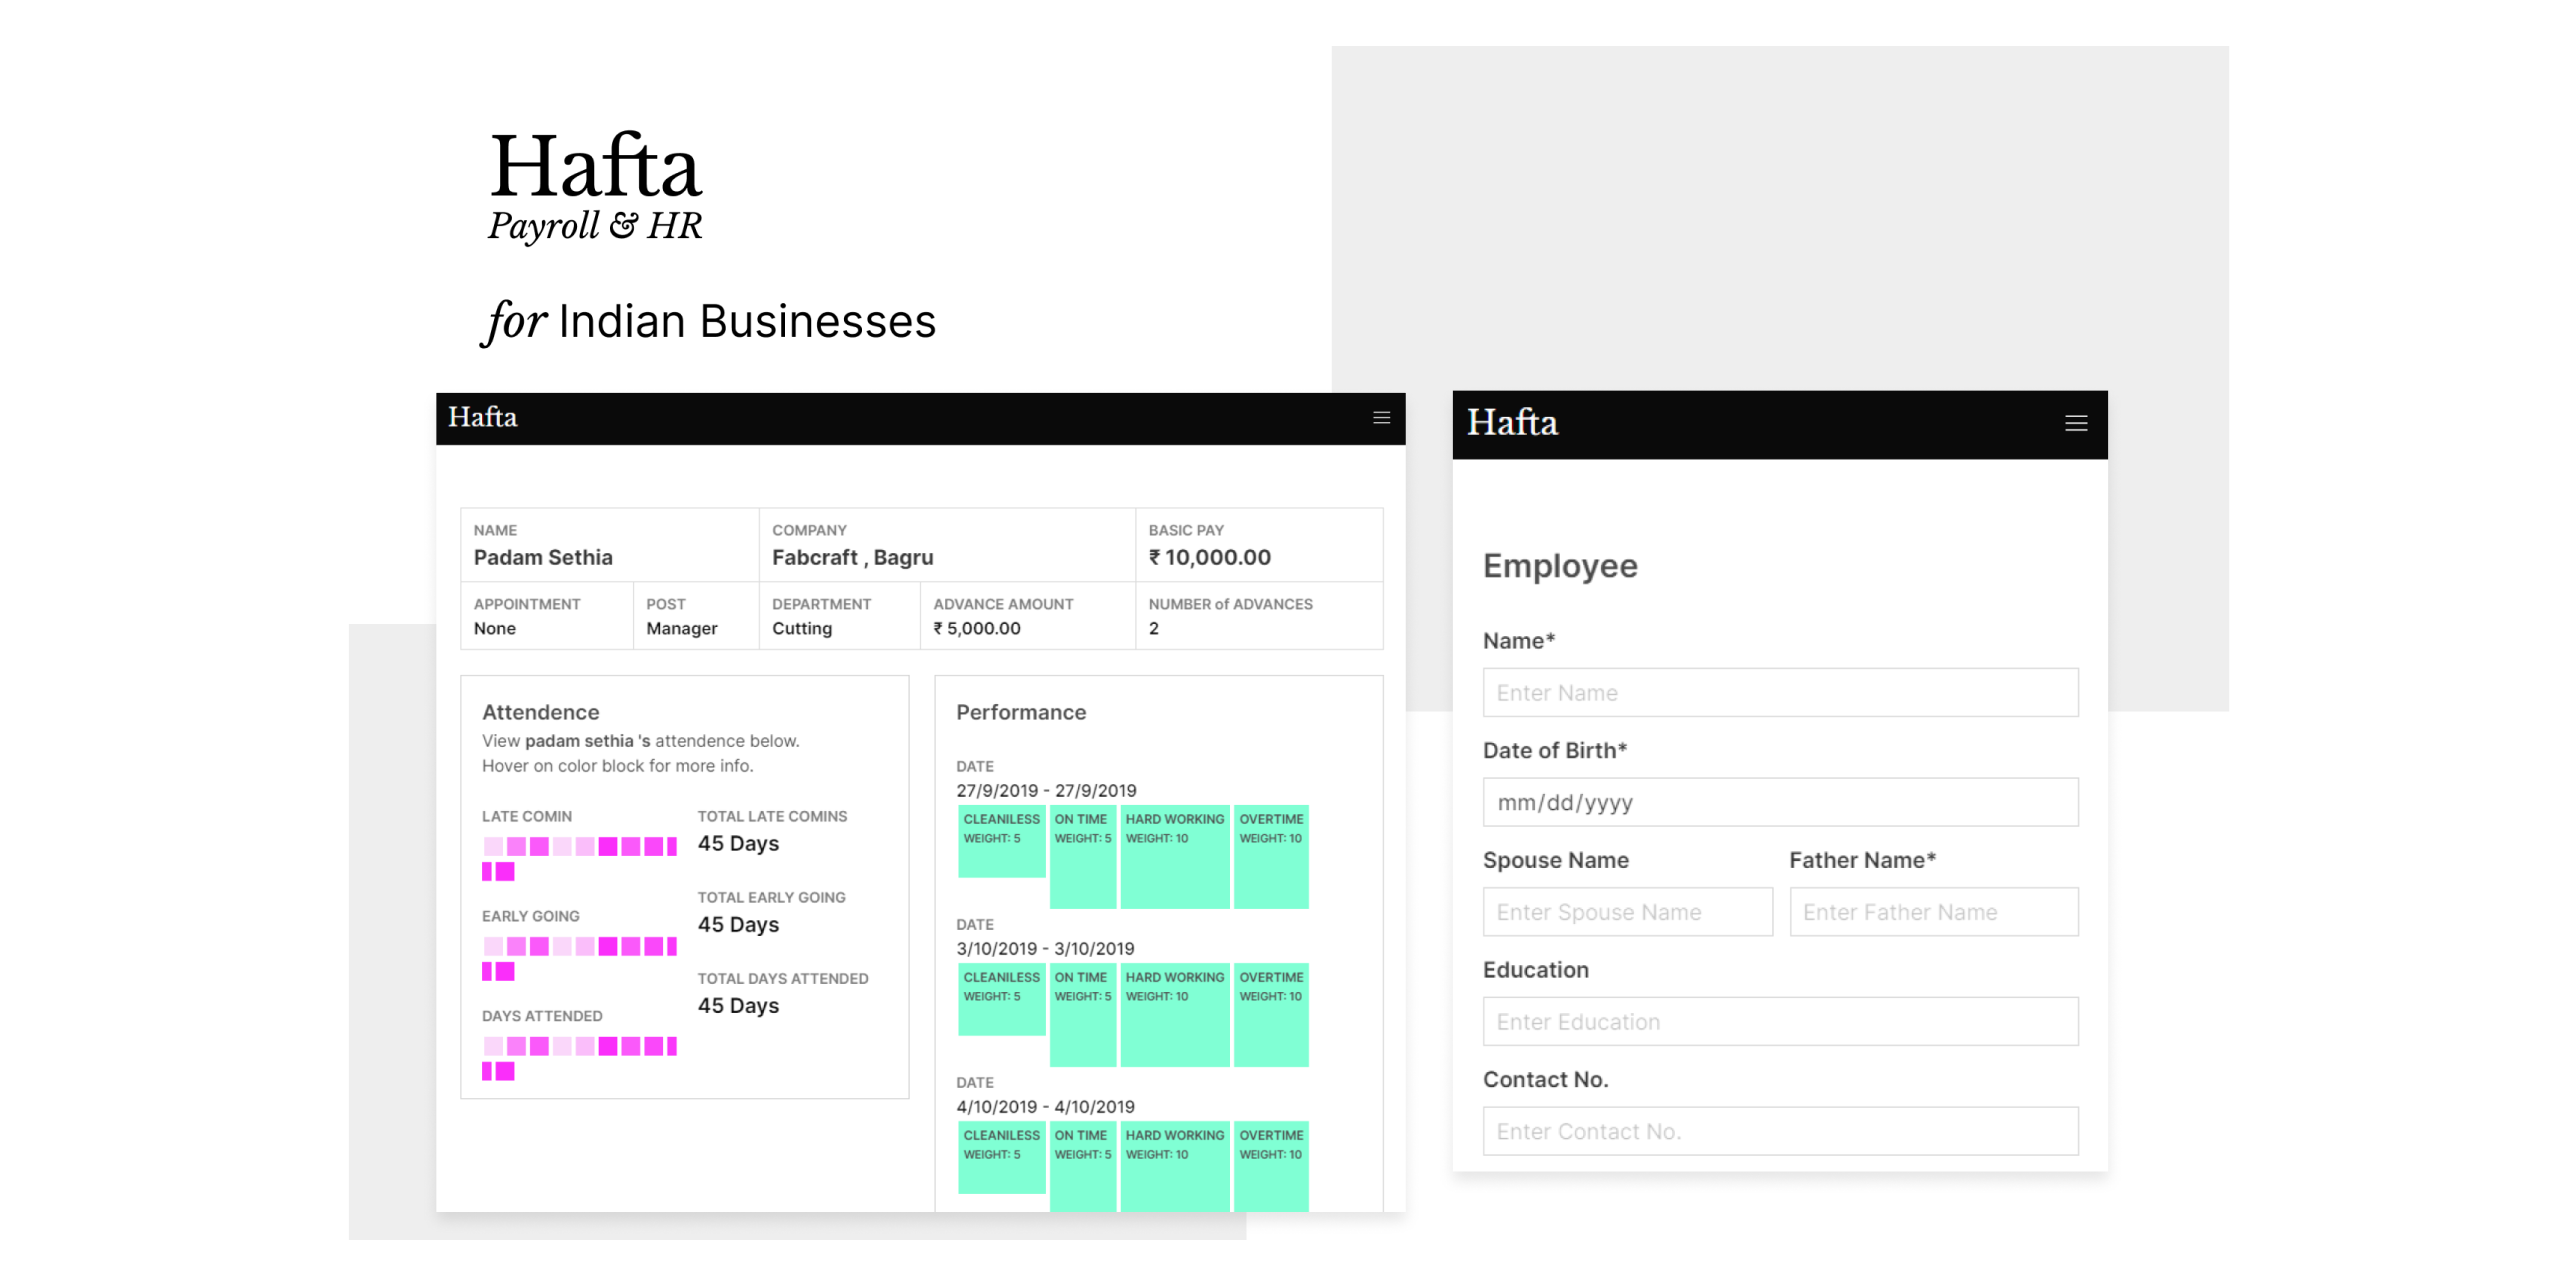 Hafta
Payroll & HR
for Indian Businesses
Hafta
NAME
Padam Sethia
COMPANY
Fabcraft , Bagru
BASIC PAY
₹ 10,000.00
APPOINTMENT
None
POST
Manager
DEPARTMENT
Cutting
ADVANCE AMOUNT
₹ 5,000.00
NUMBER of ADVANCES
2
Attendence
View padam sethia 's attendence below.
Hover on color block for more info.
LATE COMIN
EARLY GOING
DAYS ATTENDED
TOTAL LATE COMINS
45 Days
TOTAL EARLY GOING
45 Days
TOTAL DAYS ATTENDED
45 Days
Performance
DATE
27/9/2019 - 27/9/2019
CLEANILESS
WEIGHT: 5
ON TIME
WEIGHT: 5
HARD WORKING
WEIGHT: 10
OVERTIME
WEIGHT: 10
DATE
3/10/2019 - 3/10/2019
CLEANILESS
WEIGHT: 5
ON TIME
WEIGHT: 5
HARD WORKING
WEIGHT: 10
OVERTIME
WEIGHT: 10
DATE
4/10/2019 - 4/10/2019
CLEANILESS
WEIGHT: 5
ON TIME
WEIGHT: 5
HARD WORKING
WEIGHT: 10
OVERTIME
WEIGHT: 10
Hafta
Employee
Name*
Enter Name
Date of Birth*
mm/dd/yyyy
Spouse Name
Enter Spouse Name
Father Name*
Enter Father Name
Education
Enter Education
Contact No.
Enter Contact No.